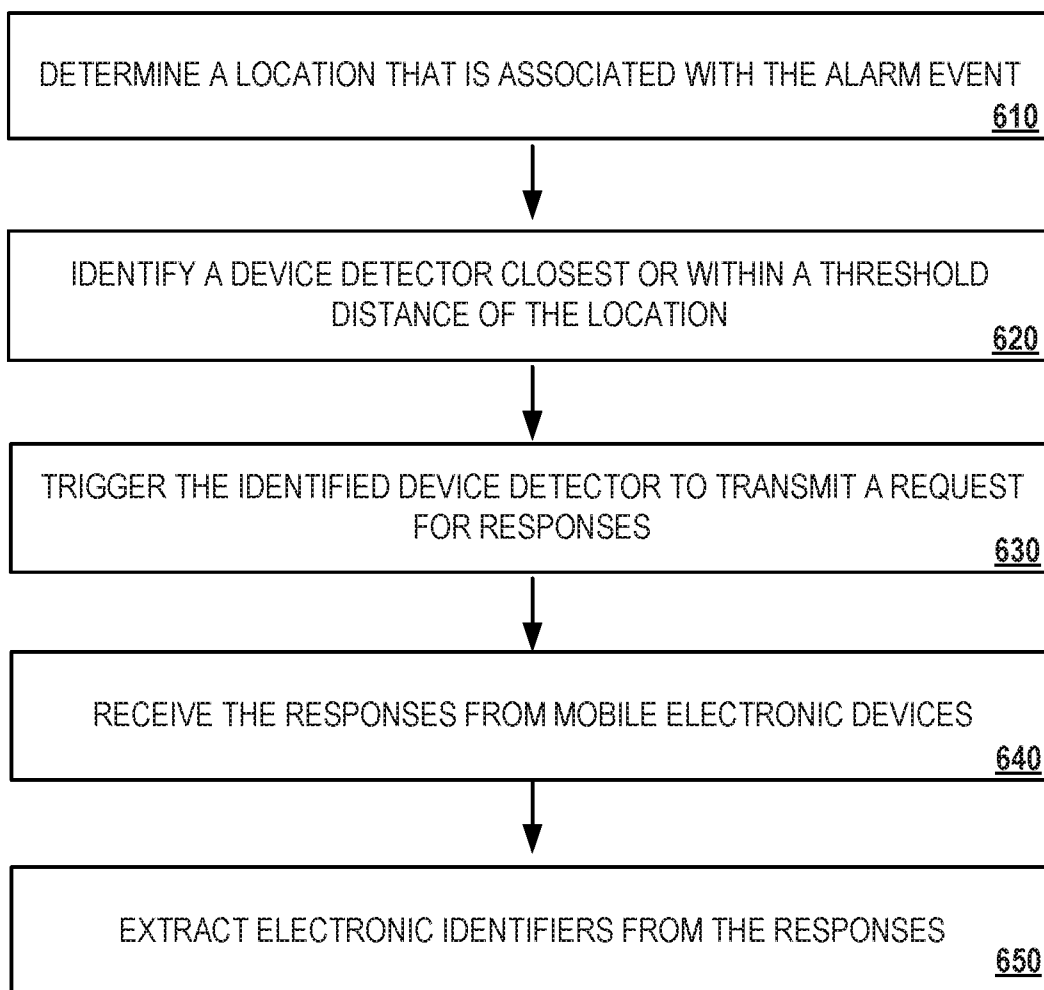 DETERMINE A LOCATION THAT IS ASSOCIATED WITH THE ALARM EVENT
610
IDENTIFY A DEVICE DETECTOR CLOSEST OR WITHIN A THRESHOLD
DISTANCE OF THE LOCATION
620
TRIGGER THE IDENTIFIED DEVICE DETECTOR TO TRANSMIT A REQUEST
FOR RESPONSES
630
RECEIVE THE RESPONSES FROM MOBILE ELECTRONIC DEVICES
640
EXTRACT ELECTRONIC IDENTIFIERS FROM THE RESPONSES
650